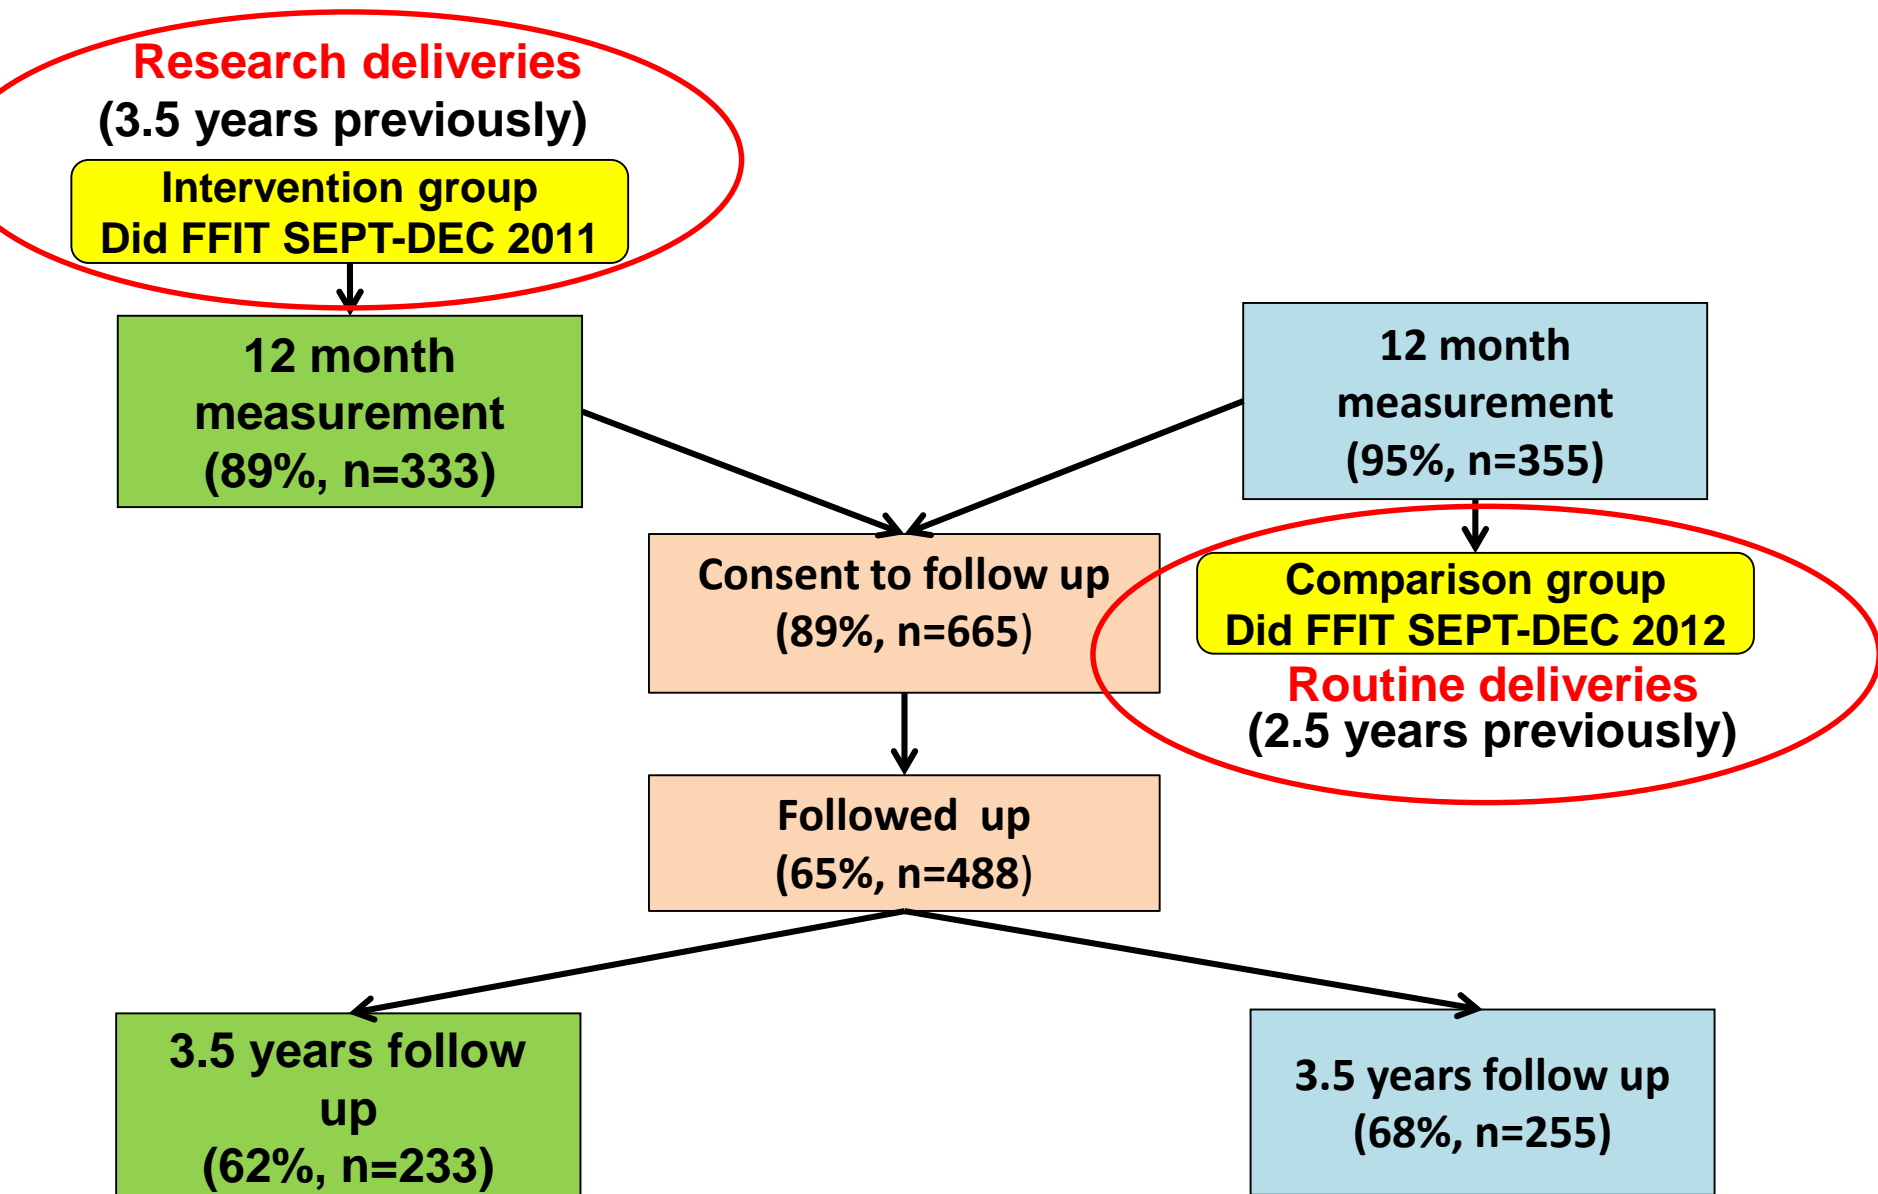 Research deliveries
(3.5 years previously)
Intervention group
Did FFIT SEPT-DEC 2011
12 month
measurement
(89%, n=333)
12 month
measurement
(95%, n=355)
Consent to follow up
(89%, n=665)
Comparison group
Did FFIT SEPT-DEC 2012
Routine deliveries
(2.5 years previously)
Followed up
(65%, n=488)
3.5 years follow
up
(62%, n=233)
3.5 years follow up
(68%, n=255)